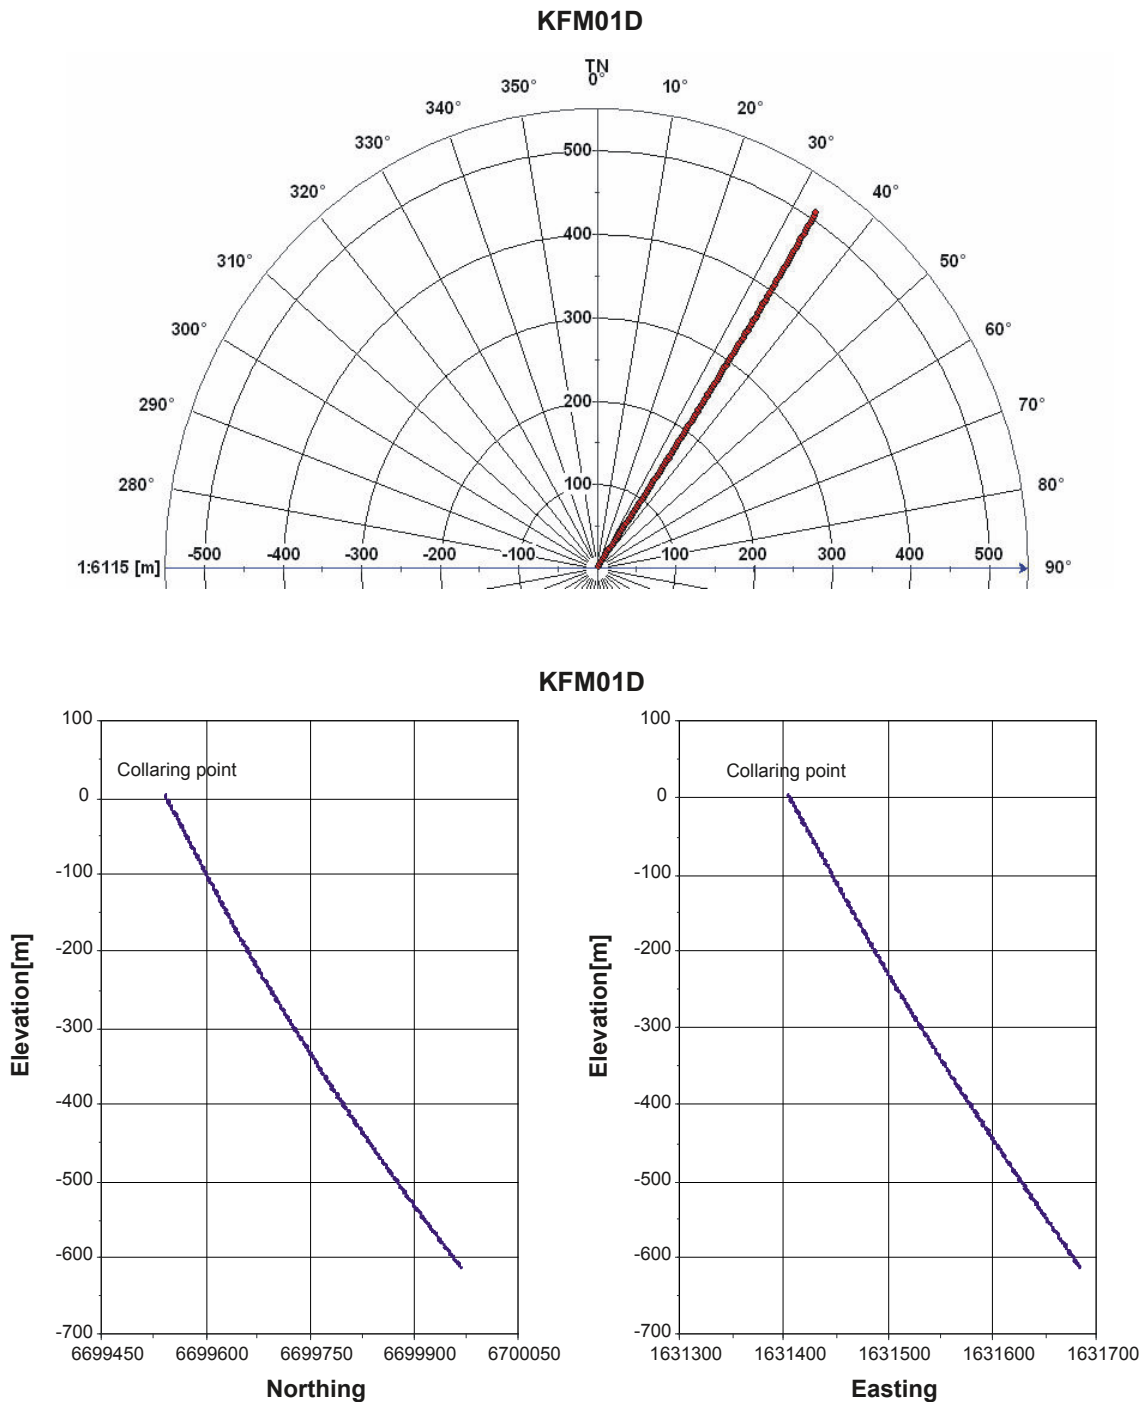 KFM01D
TN
0°
350° 10°
340° 20°
330° 30°
320° 40°
310° 50°
300° 60°
290° 70°
280° 80°
500
400
300
200
100
-500 -400 -300 -200 -100 100 200 300 400 500
1:6115 [m] 90°
KFM01D
100
Collaring point
0
-100
-200
-300
-400
-500
-600
-700
Elevation[m]
6699450 6699600 6699750 6699900 6700050
Northing
100
Collaring point
0
-100
-200
-300
-400
-500
-600
-700
Elevation[m]
1631300 1631400 1631500 1631600 1631700
Easting